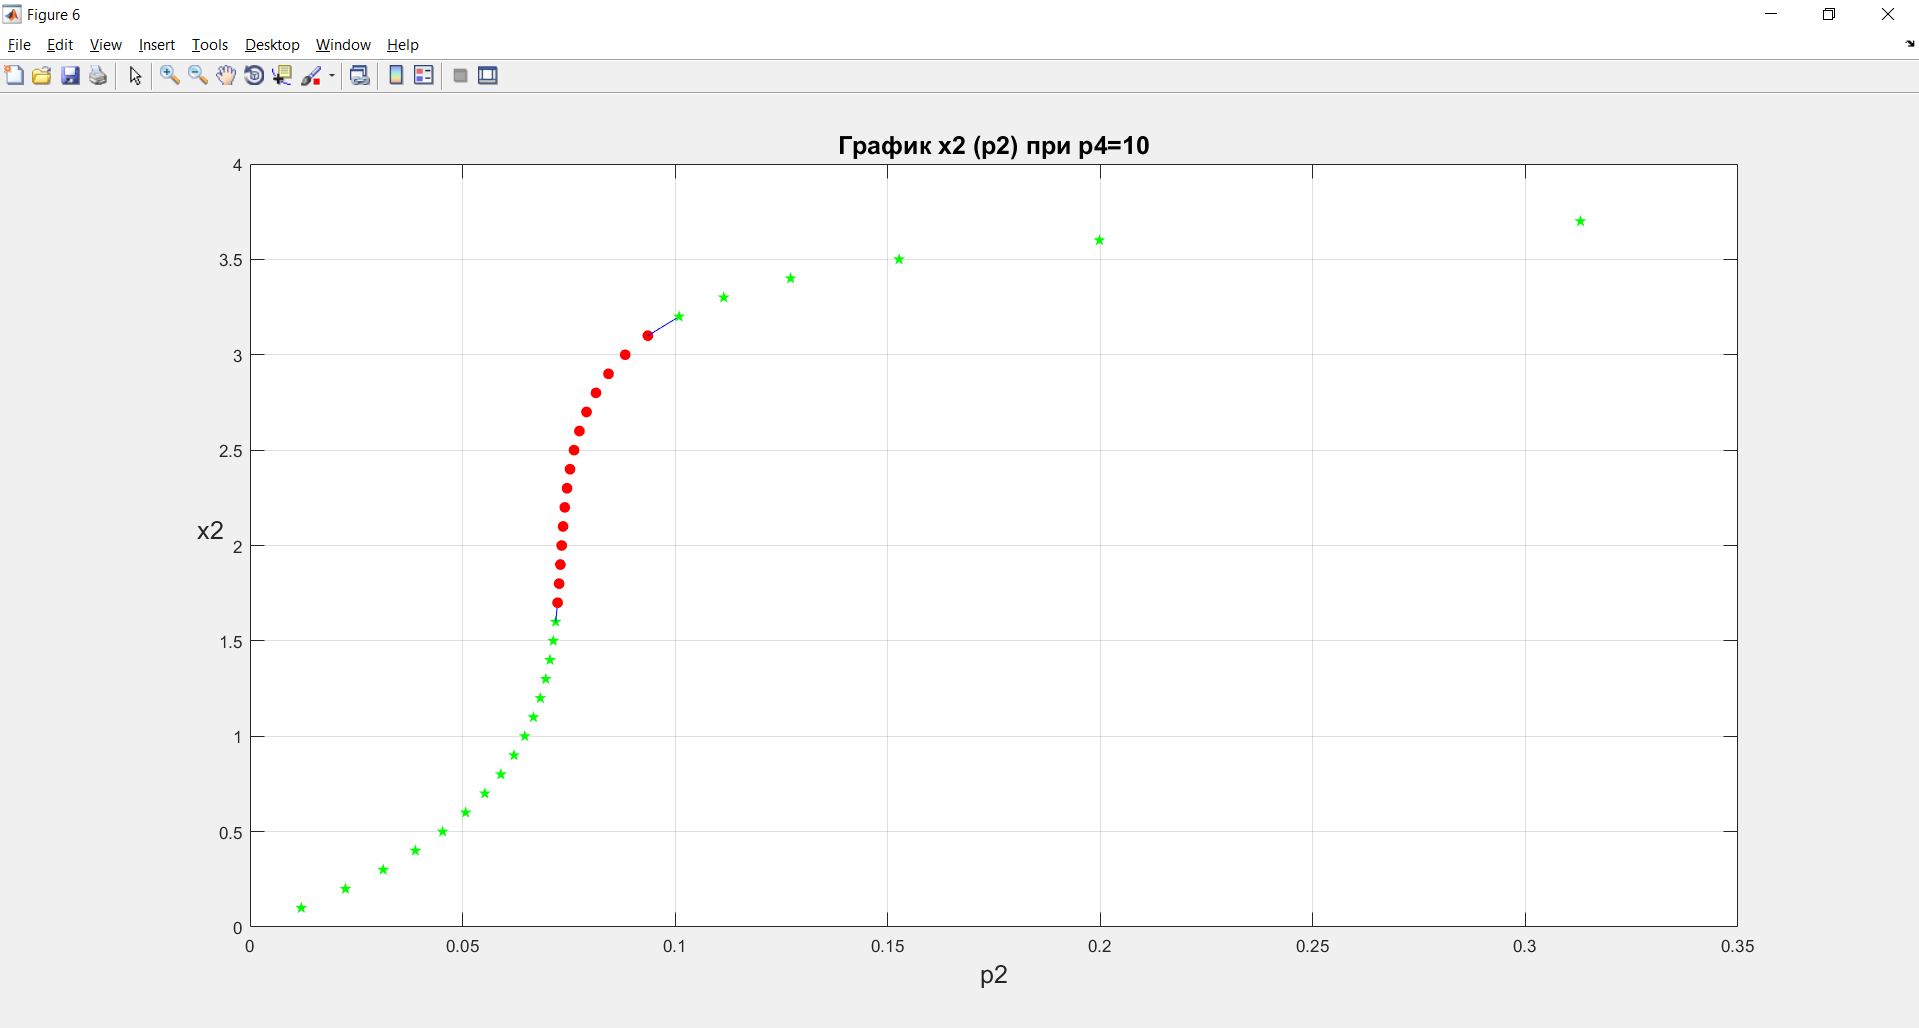 Figure 6
File Edit View Insert Tools Desktop Window Help
График x2 (p2) при p4=10
4
3.5
3
2.5
x2
2
1.5
1
0.5
0
0 0.05 0.1 0.15 0.2 0.25 0.3 0.35
p2